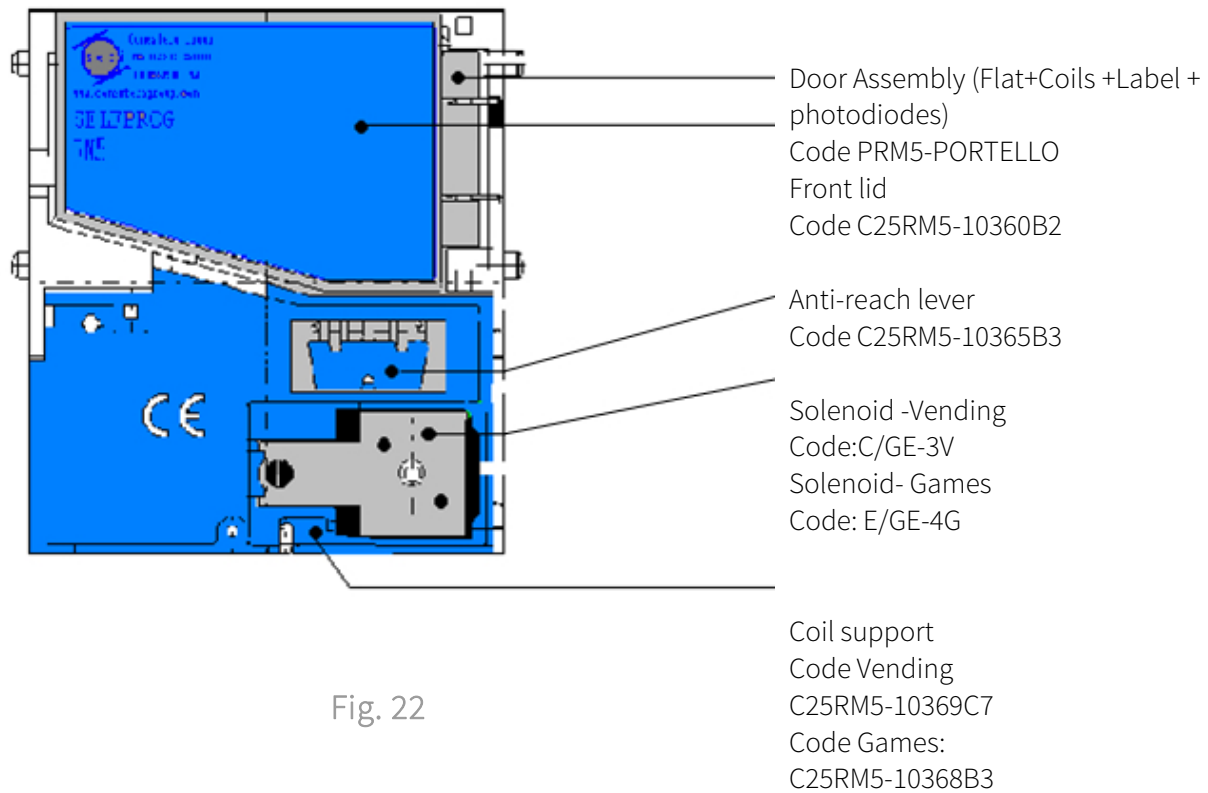 Door Assembly (Flat+Coils +Label +
photodiodes)
Code PRM5-PORTELLO
Front lid
Code C25RM5-10360B2
Anti-reach lever
Code C25RM5-10365B3
Solenoid -Vending
Code:C/GE-3V
Solenoid- Games
Code: E/GE-4G
Coil support
Code Vending
C25RM5-10369C7
Code Games:
C25RM5-10368B3
CE
Fig. 22